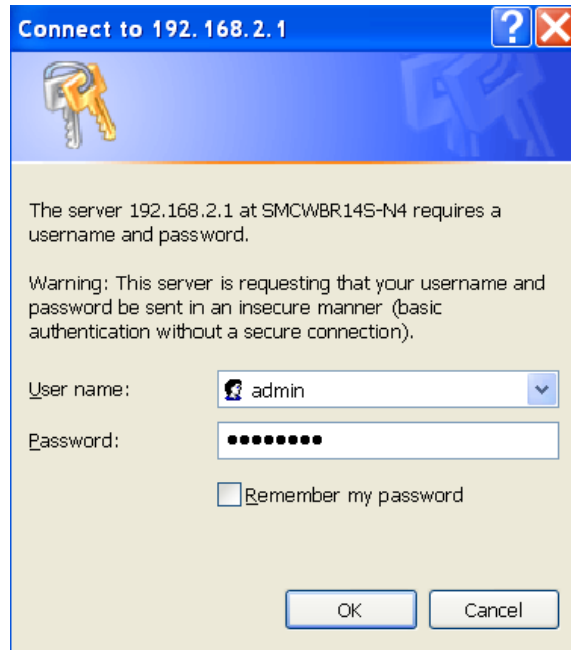 Connect to 192.168.2.1
The server 192.168.2.1 at SMCWBR14S-N4 requires a
username and password.
Warning: This server is requesting that your username and
password be sent in an insecure manner (basic
authentication without a secure connection).
User name:
admin
Password:
●●●●●●●●
Remember my password
OK
Cancel